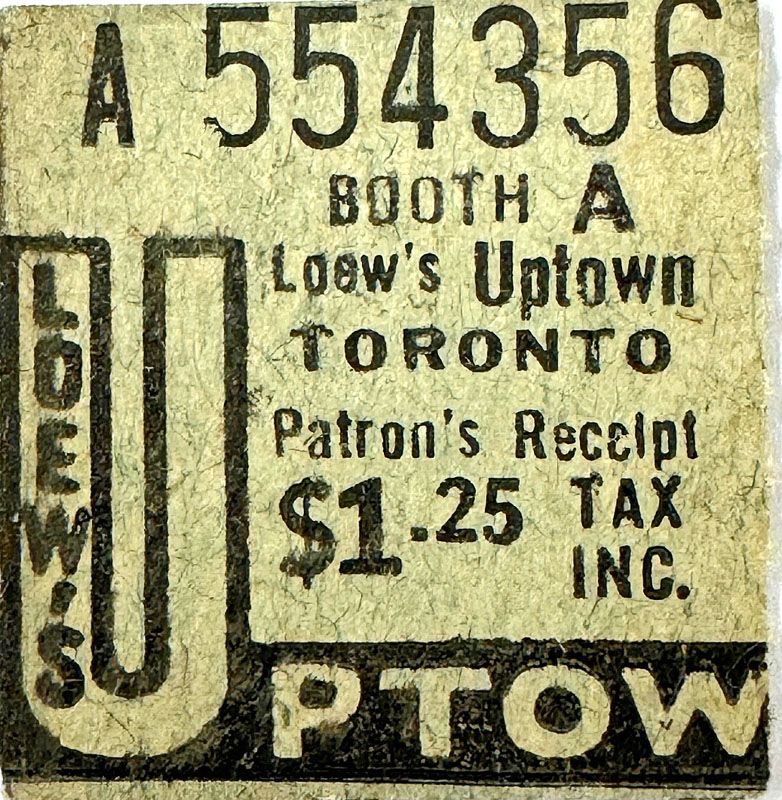 A 554356
BOOTH A
Loew's Uptown
TORONTO
Patron's Receipt
$1.25 TAX
INC.
LOEW'S
UPTOW